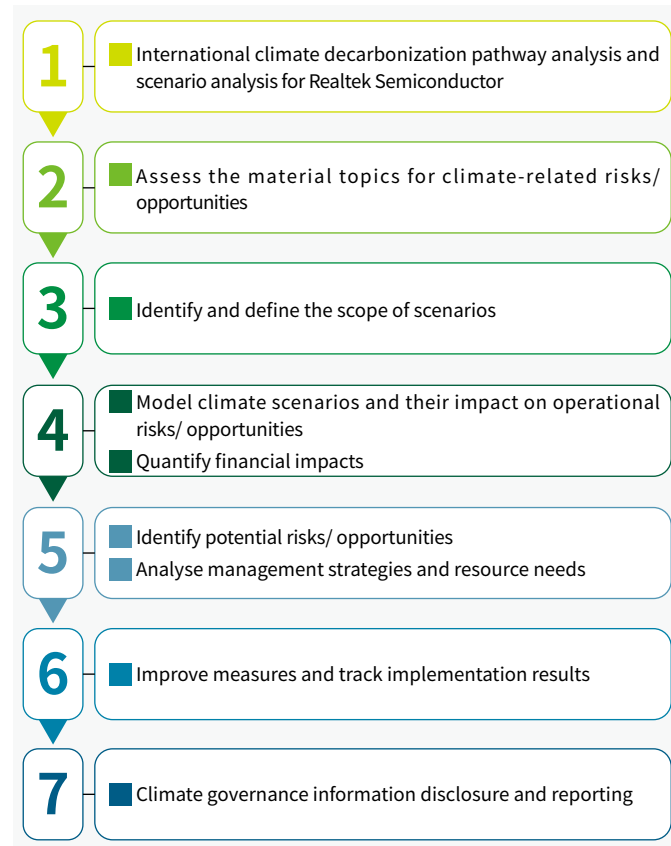 1
International climate decarbonization pathway analysis and
scenario analysis for Realtek Semiconductor
2
Assess the material topics for climate-related risks/
opportunities
3
Identify and define the scope of scenarios
4
Model climate scenarios and their impact on operational
risks/ opportunities
Quantify financial impacts
5
Identify potential risks/ opportunities
Analyse management strategies and resource needs
6
Improve measures and track implementation results
7
Climate governance information disclosure and reporting